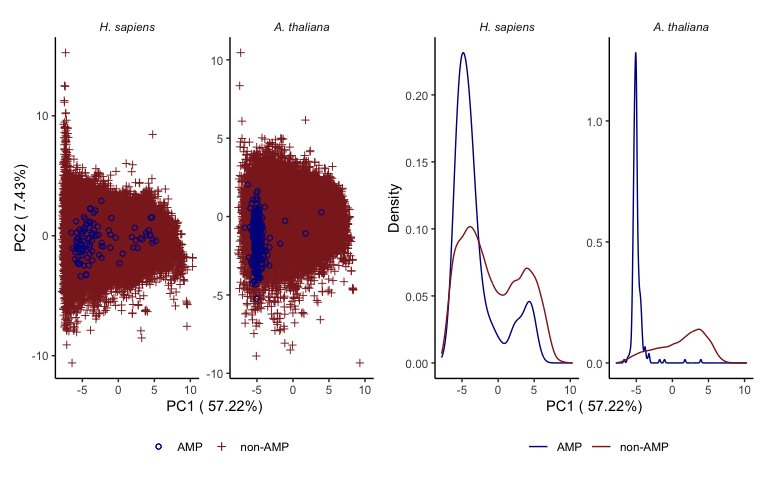 H. sapiens
A. thaliana
H. sapiens
A. thaliana
PC2 ( 7.43%)
10
0
-10
10
5
0
-5
-10
Density
0.20
0.15
0.10
0.05
0.00
1.0
0.5
0.0
-5 0 5 10
-5 0 5 10
-5 0 5 10
-5 0 5 10
PC1 ( 57.22%)
PC1 ( 57.22%)
AMP non-AMP
AMP non-AMP